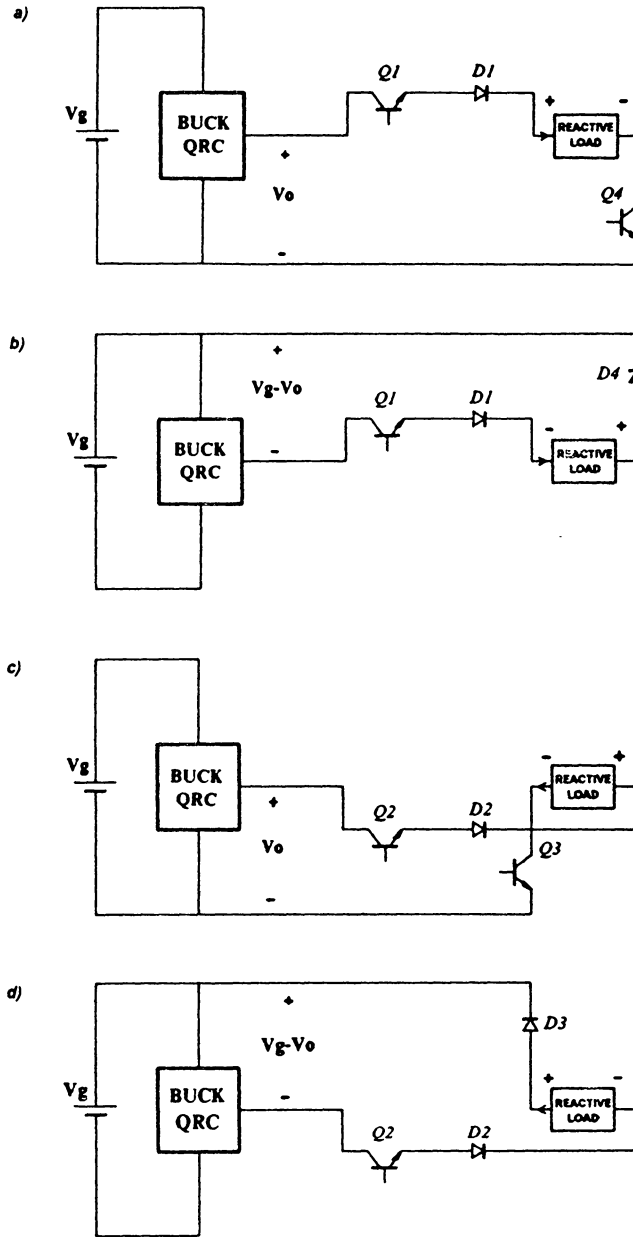 a)
Vg
BUCK
QRC
+
Vo
-
Q1
D1
+ -
REACTIVE
LOAD
Q4
b)
Vg
BUCK
QRC
+
Vg-Vo
-
Q1
D1
D4
- +
REACTIVE
LOAD
c)
Vg
BUCK
QRC
+
Vo
-
Q2
D2
- +
REACTIVE
LOAD
Q3
d)
Vg
BUCK
QRC
+
Vg-Vo
-
Q2
D2
D3
+ -
REACTIVE
LOAD